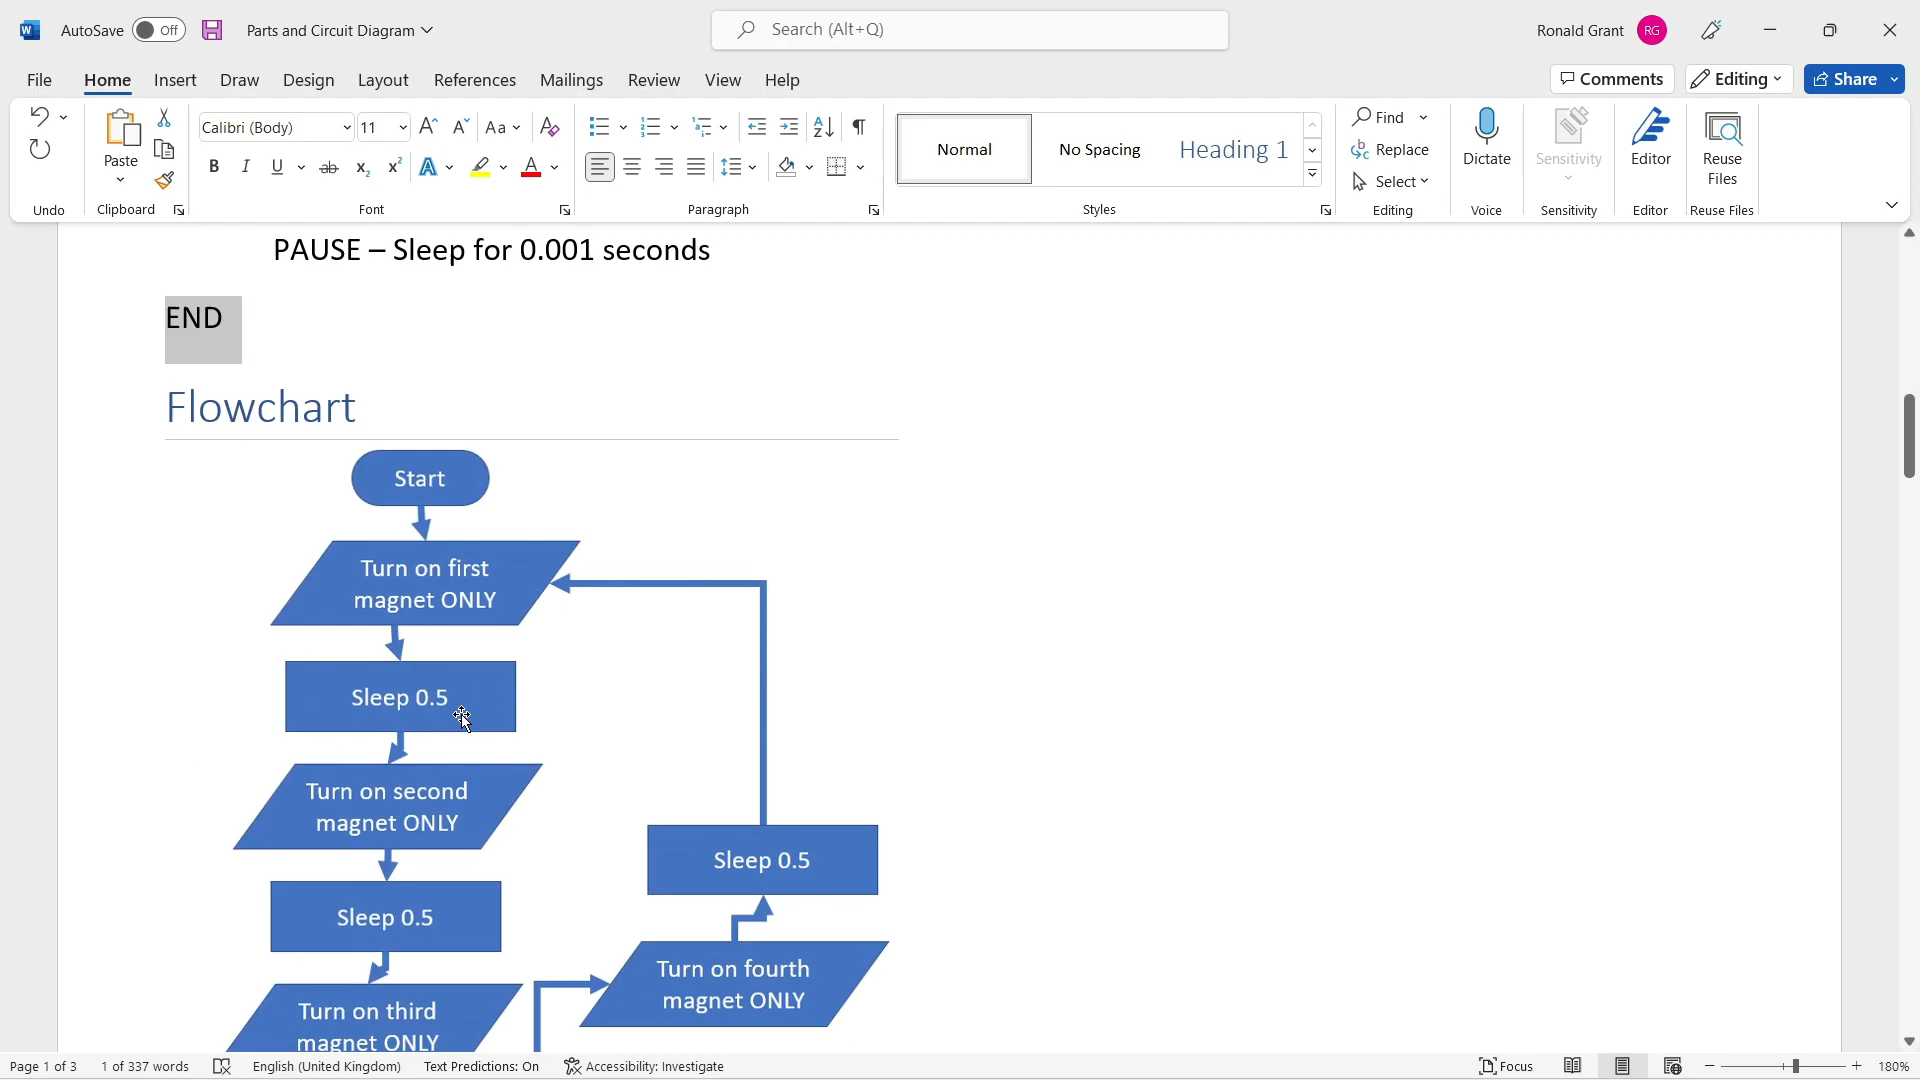 AutoSave Off Parts and Circuit Diagram Search (Alt+Q) Ronald Grant RG
File Home Insert Draw Design Layout References Mailings Review View Help Comments Editing Share
Calibri (Body) 11 Aa
Paste
B I U ab x2 x2 A A
Normal No Spacing Heading 1
Find
Replace
Select
Dictate
Sensitivity
Editor
Reuse
Files
Undo Clipboard Font Paragraph Styles Editing Voice Sensitivity Editor Reuse Files
PAUSE – Sleep for 0.001 seconds
END
Flowchart
Start
Turn on first
magnet ONLY
Sleep 0.5
Turn on second
magnet ONLY
Sleep 0.5
Sleep 0.5
Turn on fourth
magnet ONLY
Turn on third
magnet ONLY
Page 1 of 3 1 of 337 words English (United Kingdom) Text Predictions: On Accessibility: Investigate Focus 180%